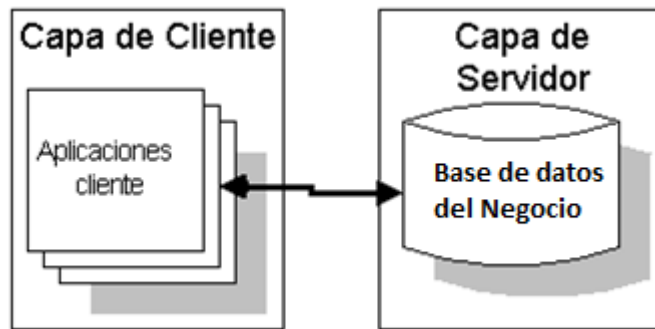 Capa de Cliente
Aplicaciones
cliente
Capa de
Servidor
Base de datos
del Negocio